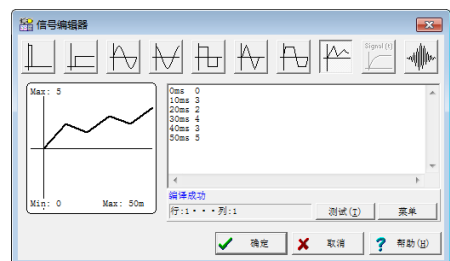 信号编辑器
Signal (t)
Max: 5
Min: 0 Max: 50m
0ms 0
10ms 3
20ms 2
30ms 4
40ms 3
50ms 5
编译成功
行:1···列:1
测试(T)
菜单
确定
取消
帮助(H)